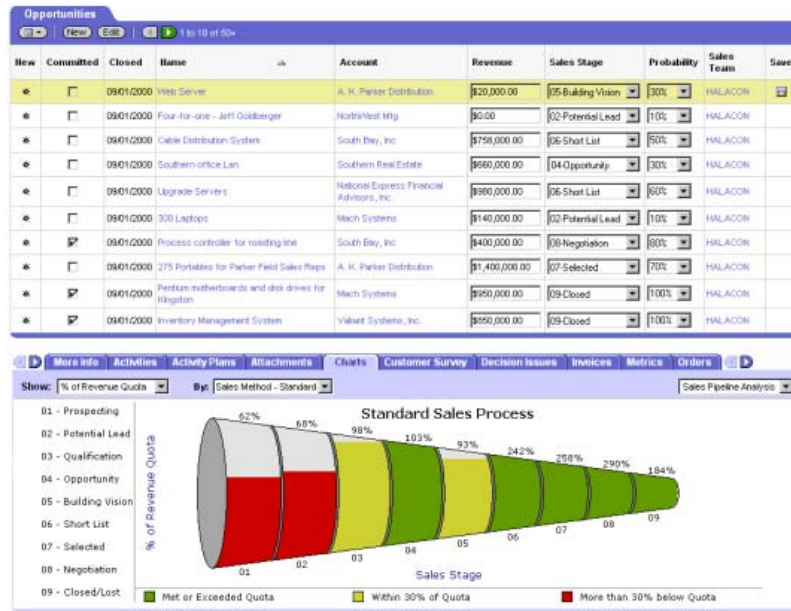 Opportunities
New Edit 1 to 10 of 50+
New Committed Closed Name Account Revenue Sales Stage Probability Sales Team Save
09/01/2000 Web Server A. K. Parker Distribution $20,000.00 05-Building Vision 30% HALACON
09/01/2000 Four-for-one - Jeff Goldberger NorthWest Mfg $0.00 02-Potential Lead 10% HALACON
09/01/2000 Cable Distribution System South Bay, Inc $758,000.00 06-Short List 50% HALACON
09/01/2000 Southern office Lan Southern Real Estate $660,000.00 04-Opportunity 30% HALACON
09/01/2000 Upgrade Servers National Express Financial Advisors, Inc $980,000.00 06-Short List 60% HALACON
09/01/2000 300 Laptops Mach Systems $140,000.00 02-Potential Lead 10% HALACON
09/01/2000 Process controller for roasting line South Bay, Inc $400,000.00 08-Negotiation 80% HALACON
09/01/2000 275 Portables for Parker Field Sales Reps A. K. Parker Distribution $1,400,000.00 07-Selected 70% HALACON
09/01/2000 Pentium motherboards and disk drives for Kingston Mach Systems $950,000.00 09-Closed 100% HALACON
09/01/2000 Inventory Management System Valiant Systems, Inc. $850,000.00 09-Closed 100% HALACON
More Info Activities Activity Plans Attachments Charts Customer Survey Decision Issues Invoices Metrics Orders
Show: % of Revenue Quota By: Sales Method - Standard Sales Pipeline Analysis
Standard Sales Process
01 - Prospecting
02 - Potential Lead
03 - Qualification
04 - Opportunity
05 - Building Vision
06 - Short List
07 - Selected
08 - Negotiation
09 - Closed/Lost
% of Revenue Quota
62% 68% 98% 103% 93% 242% 258% 290% 184%
01 02 03 04 05 06 07 08 09
Sales Stage
Met or Exceeded Quota Within 30% of Quota More than 30% below Quota